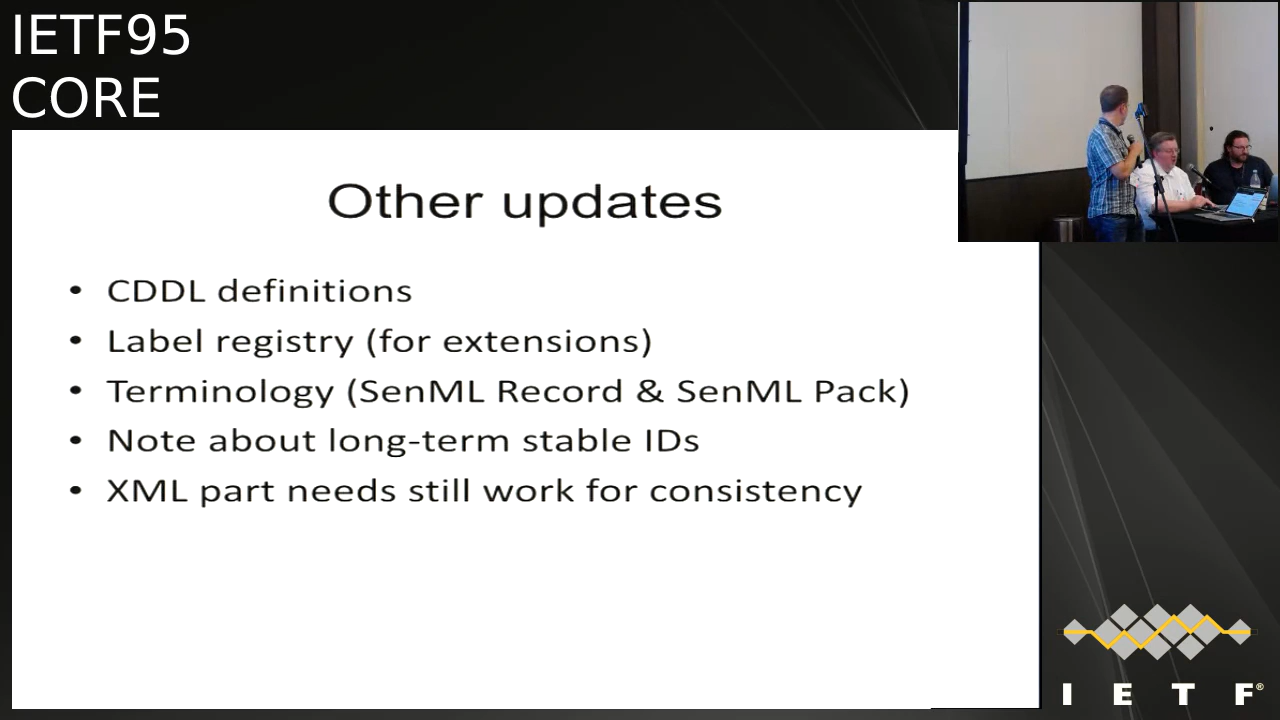 IETF95
CORE
Other updates
• CDDL definitions
• Label registry (for extensions)
• Terminology (SenML Record & SenML Pack)
• Note about long-term stable IDs
• XML part needs still work for consistency
I E T F®